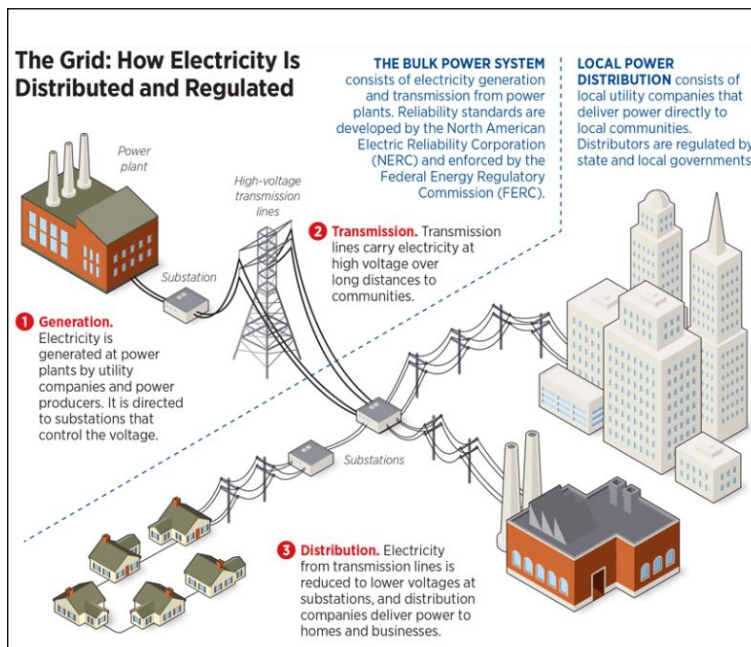 The Grid: How Electricity Is
Distributed and Regulated
THE BULK POWER SYSTEM
consists of electricity generation
and transmission from power
plants. Reliability standards are
developed by the North American
Electric Reliability Corporation
(NERC) and enforced by the
Federal Energy Regulatory
Commission (FERC).
LOCAL POWER
DISTRIBUTION consists of
local utility companies that
deliver power directly to
local communities.
Distributors are regulated by
state and local governments
Power
plant
High-voltage
transmission
lines
Substation
1 Generation.
Electricity is
generated at power
plants by utility
companies and power
producers. It is directed
to substations that
control the voltage.
2 Transmission. Transmission
lines carry electricity at
high voltage over
long distances to
communities.
Substations
3 Distribution. Electricity
from transmission lines is
reduced to lower voltages at
substations, and distribution
companies deliver power to
homes and businesses.